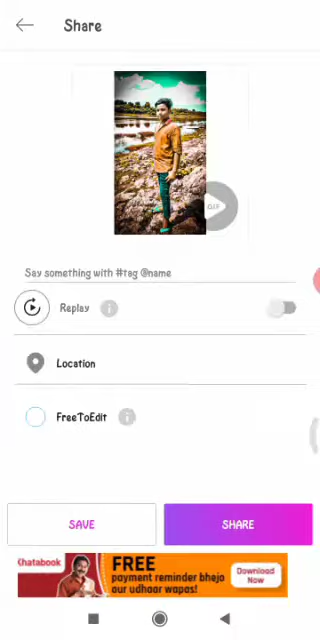 Share
GIF
Say something with #tag @name
Replay
Location
FreeToEdit
SAVE
SHARE
Khatabook
FREE
payment reminder bhejo
aur udhaar wapas!
Download
Now